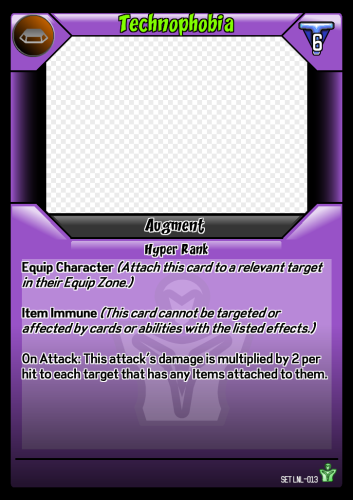 Technophobia
6
Augment
Hyper Rank
Equip Character (Attach this card to a relevant target
in their Equip Zone.)
Item Immune (This card cannot be targeted or
affected by cards or abilities with the listed effects.)
On Attack: This attack's damage is multiplied by 2 per
hit to each target that has any Items attached to them.
SET LNL-013